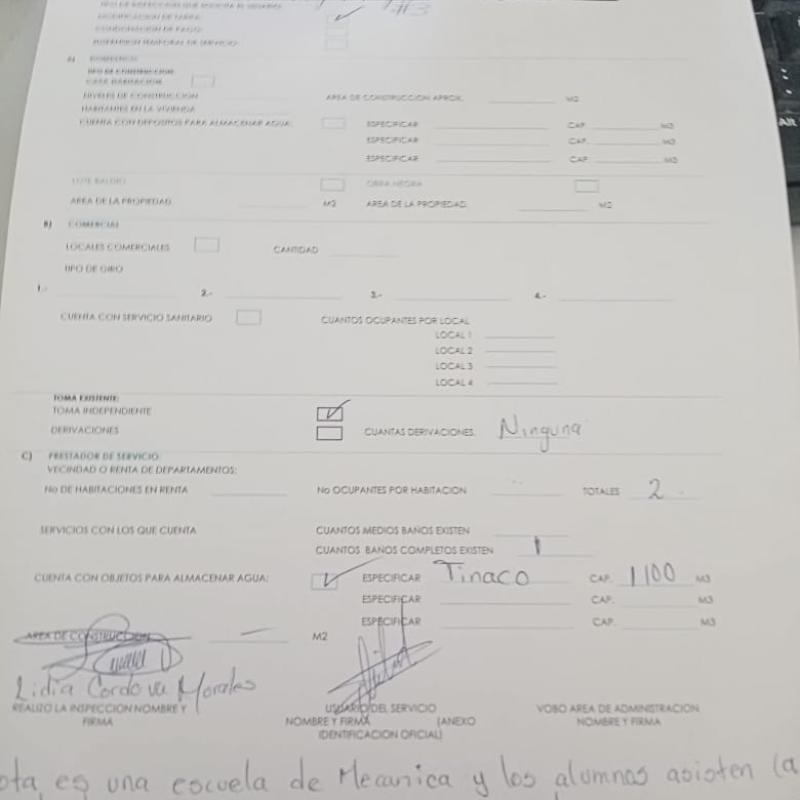 TIPO DE INSPECCION QUE SOLICITA EL USUARIO: #3
MODIFICACION DE TARIFA:
CONDONACION DE PAGO:
SUSPENSION TEMPORAL DE SERVICIO:
A) DOMESTICO:
TIPO DE CONSTRUCCION:
CASA HABITACION
NIVELES DE CONSTRUCCION AREA DE CONSTRUCCION APROX. M2
HABITANTES EN LA VIVIENDA
CUENTA CON DEPOSITOS PARA ALMACENAR AGUA: ESPECIFICAR CAP. M3
ESPECIFICAR CAP. M3
ESPECIFICAR CAP M3
LOTE BALDIO OBRA NEGRA
AREA DE LA PROPIEDAD M2 AREA DE LA PROPIEDAD M2
B) COMERCIAL
LOCALES COMERCIALES CANTIDAD
TIPO DE GIRO
1.- 2.- 3.- 4.-
CUENTA CON SERVICIO SANITARIO CUANTOS OCUPANTES POR LOCAL
LOCAL 1
LOCAL 2
LOCAL 3
LOCAL 4
TOMA EXISTENTE:
TOMA INDEPENDIENTE
DERIVACIONES CUANTAS DERIVACIONES. Ninguna
C) PRESTADOR DE SERVICIO:
VECINDAD O RENTA DE DEPARTAMENTOS:
No DE HABITACIONES EN RENTA No OCUPANTES POR HABITACION TOTALES 2
SERVICIOS CON LOS QUE CUENTA CUANTOS MEDIOS BAÑOS EXISTEN
CUANTOS BAÑOS COMPLETOS EXISTEN 1
CUENTA CON OBJETOS PARA ALMACENAR AGUA: ESPECIFICAR Tinaco CAP. 1100 M3
ESPECIFICAR CAP. M3
ESPECIFICAR CAP. M3
AREA DE CONSTRUCCION M2
Lidia Cordova Morales
REALIZO LA INSPECCION NOMBRE Y FIRMA
USUARIO DEL SERVICIO NOMBRE Y FIRMA (ANEXO IDENTIFICACION OFICIAL)
VOBO AREA DE ADMINISTRACION NOMBRE Y FIRMA
ota es una escuela de Mecanica y los alumnos asisten (a
Alt